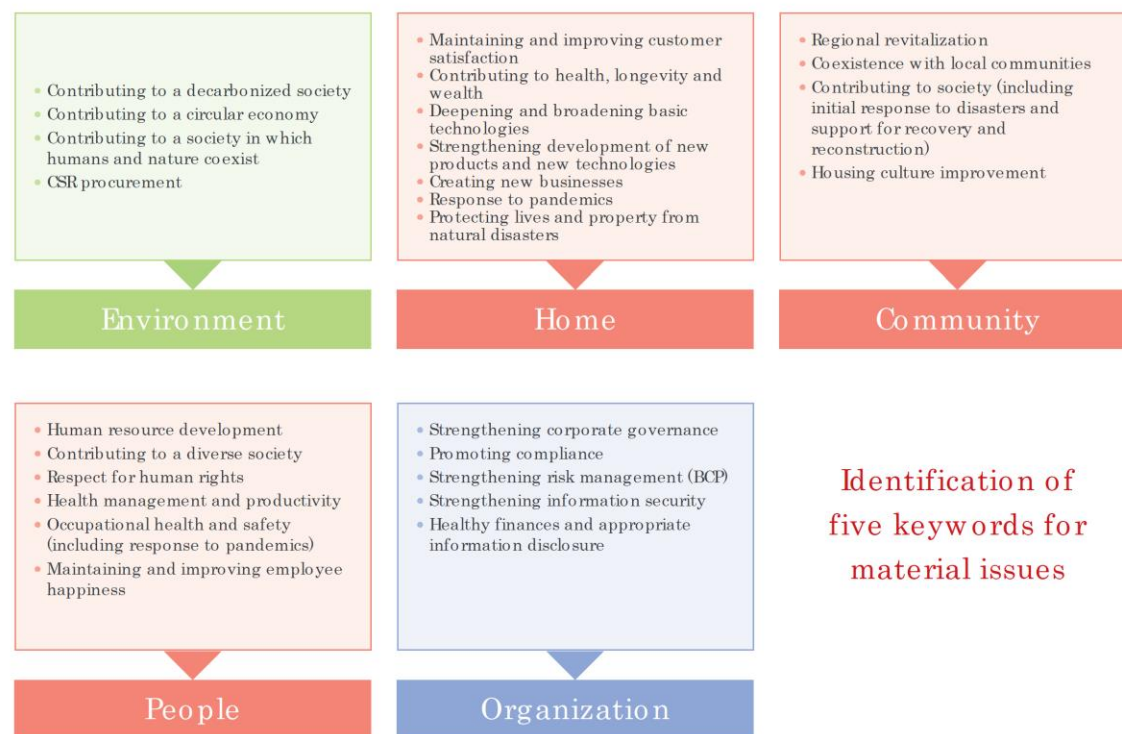 • Contributing to a decarbonized society
• Contributing to a circular economy
• Contributing to a society in which
humans and nature coexist
• CSR procurement
Environment
• Maintaining and improving customer
satisfaction
• Contributing to health, longevity and
wealth
• Deepening and broadening basic
technologies
• Strengthening development of new
products and new technologies
• Creating new businesses
• Response to pandemics
• Protecting lives and property from
natural disasters
Home
• Regional revitalization
• Coexistence with local communities
• Contributing to society (including
initial response to disasters and
support for recovery and
reconstruction)
• Housing culture improvement
Community
• Human resource development
• Contributing to a diverse society
• Respect for human rights
• Health management and productivity
• Occupational health and safety
(including response to pandemics)
• Maintaining and improving employee
happiness
People
• Strengthening corporate governance
• Promoting compliance
• Strengthening risk management (BCP)
• Strengthening information security
• Healthy finances and appropriate
information disclosure
Organization
Identification of
five keywords for
material issues